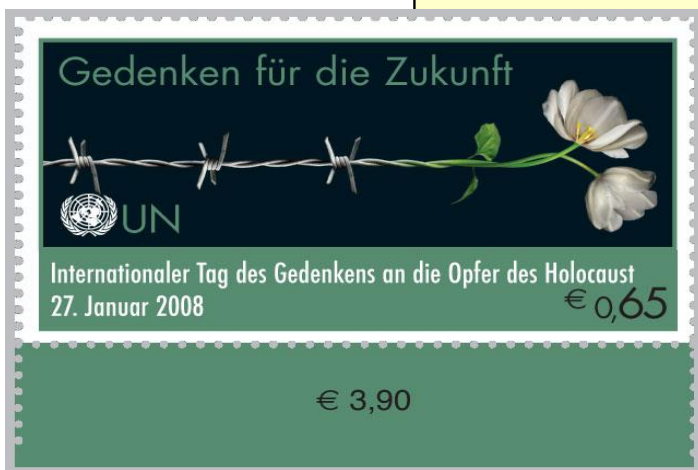 Gedenken für die Zukunft
UN
Internationaler Tag des Gedenkens an die Opfer des Holocaust
27. Januar 2008
€ 0,65
€ 3,90